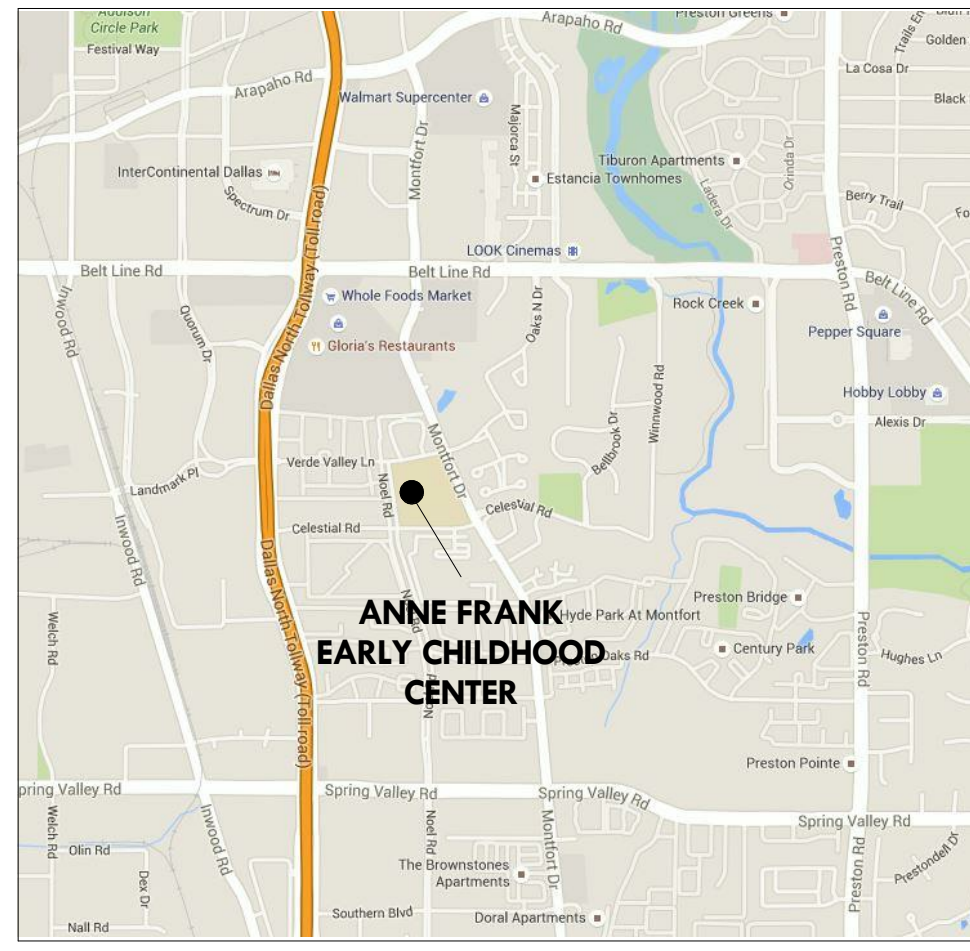 Addison
Circle Park
Festival Way
Arapaho Rd
Preston Greens
Trails En
Golden
La Cosa Dr
Black
Arapaho Rd
Walmart Supercenter
Montfort Dr
Majorca St
InterContinental Dallas
Spectrum Dr
Tiburon Apartments
Estancia Townhomes
Ladera Dr
Orinda Dr
Berry Trail
Fo
Preston Rd
LOOK Cinemas
Belt Line Rd
Belt Line Rd
Belt Line Rd
Inwood Rd
Quorum Dr
Dallas North Tollway (Toll road)
Whole Foods Market
Gloria's Restaurants
Oaks N Dr
Rock Creek
Pepper Square
Hobby Lobby
Alexis Dr
Winnwood Rd
Bellbrook Dr
Montfort Dr
Verde Valley Ln
Landmark Pl
Noel Rd
Celestial Rd
Celestial Rd
Inwood Rd
Dallas North Tollway (Toll road)
ANNE FRANK
EARLY CHILDHOOD
CENTER
Hyde Park At Montfort
Oaks Rd
Preston Bridge
Century Park
Preston Rd
Hughes Ln
Welch Rd
Preston Pointe
pring Valley Rd
Spring Valley Rd
Spring Valley Rd
Spring Valley Rd
Welch Rd
Olin Rd
Inwood Rd
Noel Rd
Montfort Dr
Preston Rd
Prestondell Dr
Dex Dr
The Brownstones
Apartments
Southern Blvd
Doral Apartments
Nall Rd